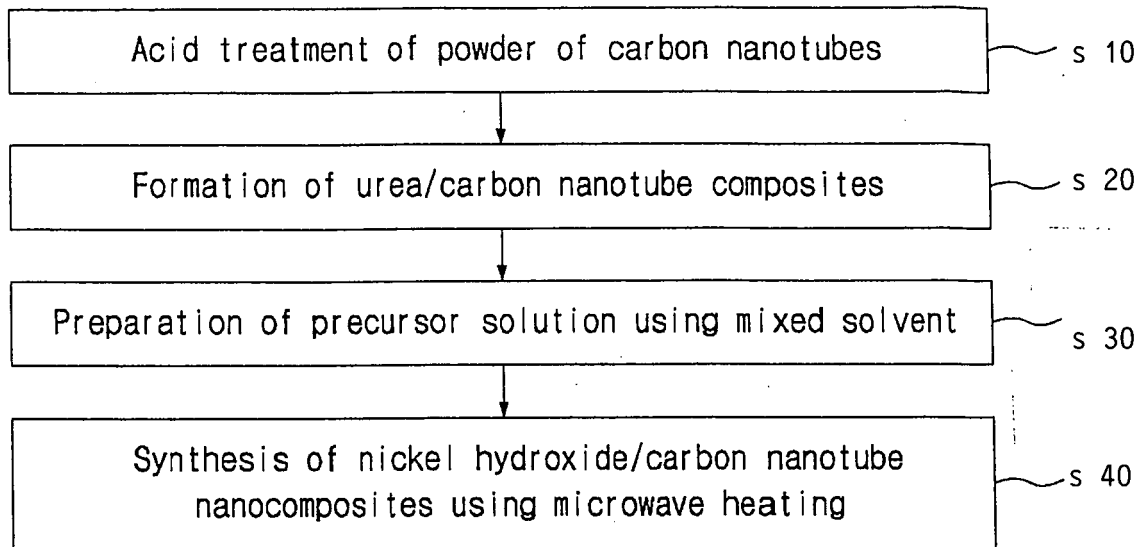 Acid treatment of powder of carbon nanotubes
s 10
Formation of urea/carbon nanotube composites
s 20
Preparation of precursor solution using mixed solvent
s 30
Synthesis of nickel hydroxide/carbon nanotube
nanocomposites using microwave heating
s 40